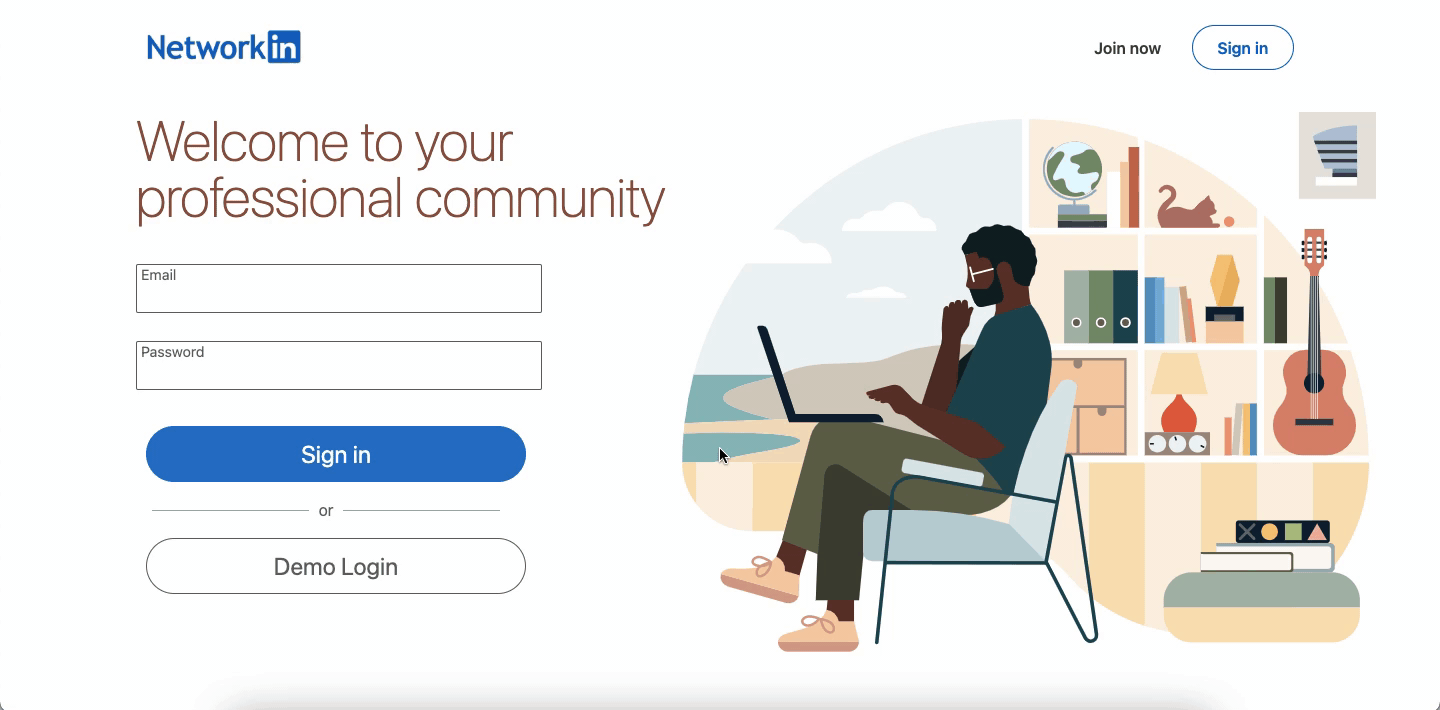 Networkin
Join now
Sign in
Welcome to your
professional community
Email
Password
Sign in
or
Demo Login